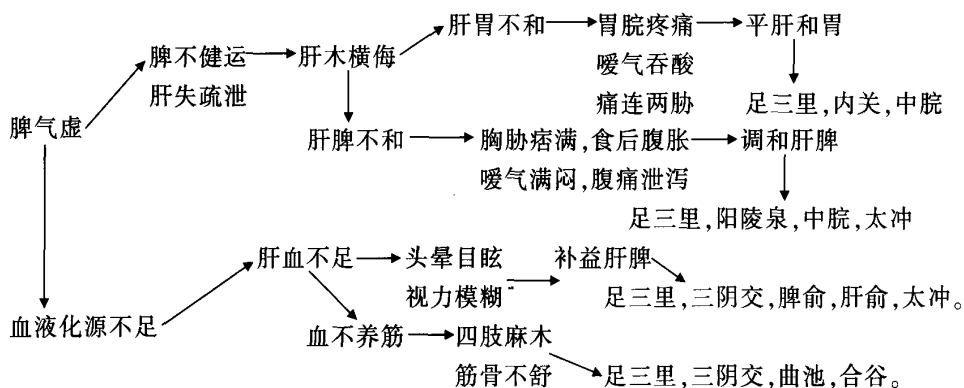 肝胆不和 胃脘疼痛 平肝和胃
脾不健运 肝木横侮 嗳气吞酸
肝失疏泄 痛连两胁 足三里,内关,中脘
脾气虚
肝脾不和 胸胁痞满,食后腹胀 调和肝脾
嗳气满闷,腹痛泄泻
足三里,阳陵泉,中脘,太冲
肝血不足 头晕目眩 补益肝脾
视力模糊 足三里,三阴交,脾俞,肝俞,太冲。
血液化源不足 血不养筋 四肢麻木
筋骨不舒 足三里,三阴交,曲池,合谷。